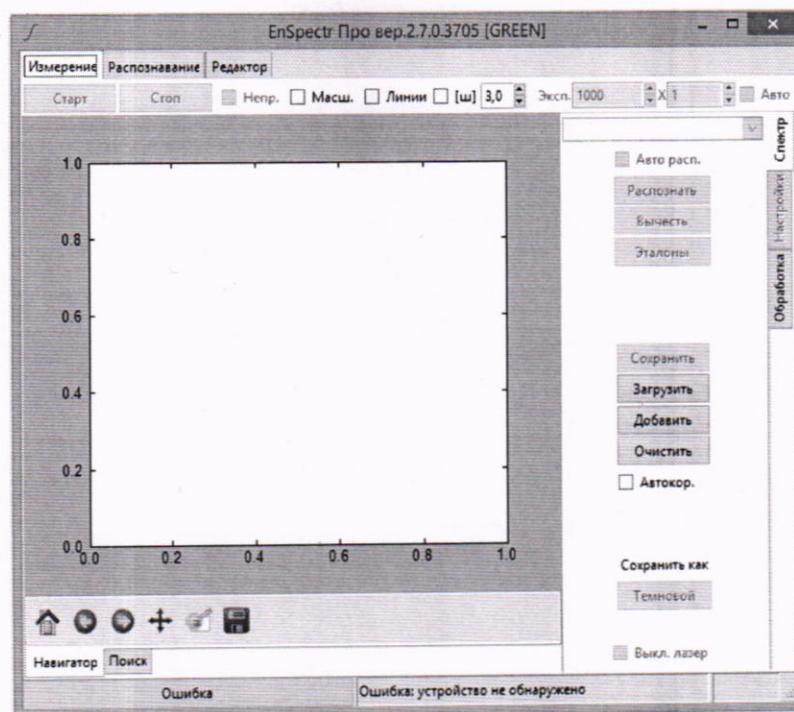 EnSpectr Про вер.2.7.0.3705 [GREEN]
Измерение Распознавание Редактор
Старт Стоп Непр. Масш. Линии [ш] 3,0 Эксп. 1000 X 1 Авто
Спектр
Настройки
Обработка
Авто расп.
Распознать
Вычесть
Эталоны
Сохранить
Загрузить
Добавить
Очистить
Автокор.
Сохранить как
Темновой
Выкл. лазер
1.0
0.8
0.6
0.4
0.2
0.0
0.0 0.2 0.4 0.6 0.8 1.0
Навигатор Поиск
Ошибка Ошибка: устройство не обнаружено